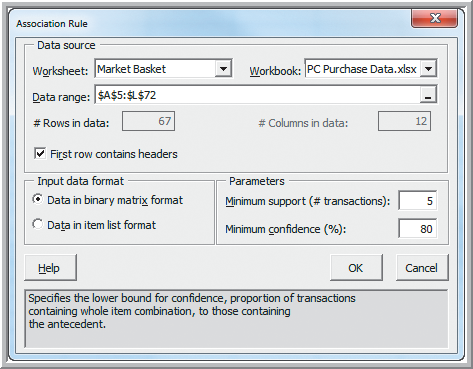 Association Rule
Data source
Worksheet: Market Basket Workbook: PC Purchase Data.xlsx
Data range: $A$5:$L$72
# Rows in data: 67 # Columns in data: 12
First row contains headers
Input data format Parameters
Data in binary matrix format Minimum support (# transactions): 5
Data in item list format Minimum confidence (%): 80
Help OK Cancel
Specifies the lower bound for confidence, proportion of transactions
containing whole item combination, to those containing
the antecedent.